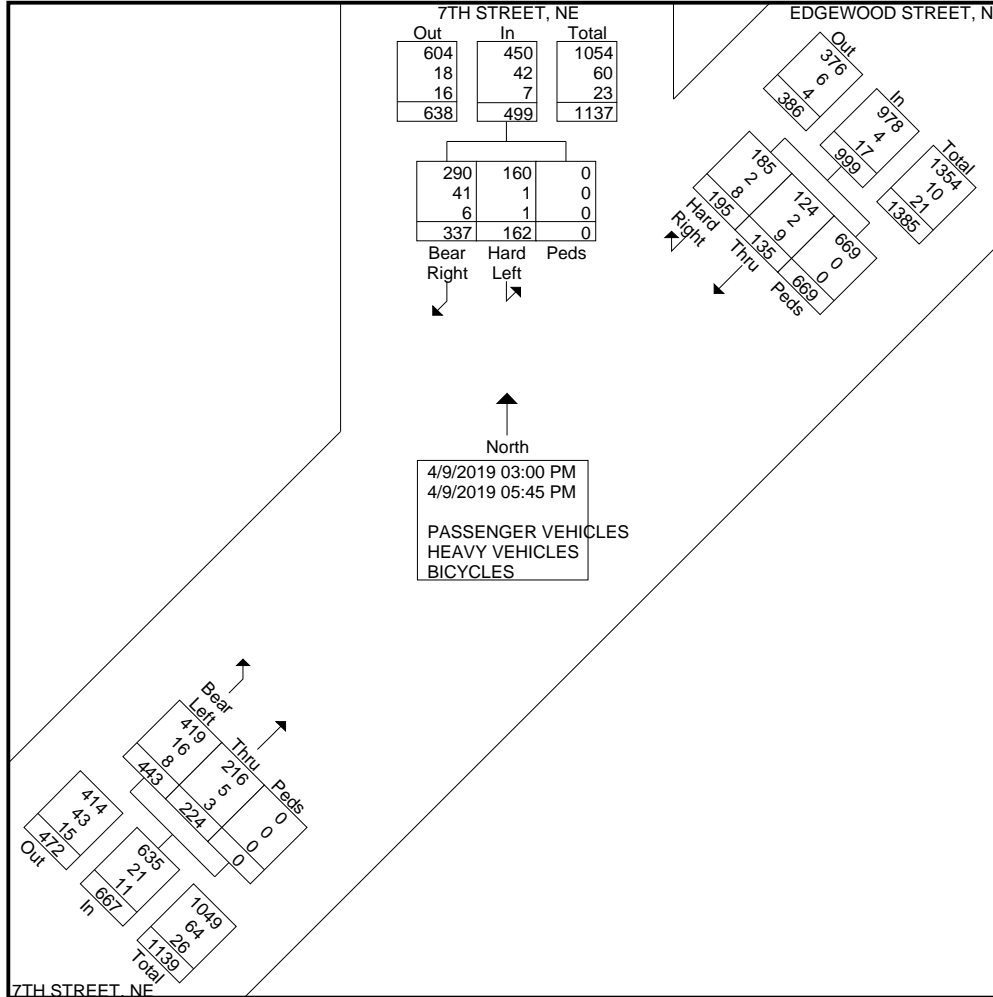 7TH STREET, NE
Out In Total
604 450 1054
18 42 60
16 7 23
638 499 1137
290 160 0
41 1 0
6 1 0
337 162 0
Bear Right Hard Left Peds
EDGEWOOD STREET, N
Out
376
6
4
386
In
978
4
17
999
Total
1354
10
21
1385
185 124 669
2 2 0
8 9 0
195 135 669
Hard Right Thru Peds
North
4/9/2019 03:00 PM
4/9/2019 05:45 PM
PASSENGER VEHICLES
HEAVY VEHICLES
BICYCLES
Bear Left Thru Peds
419 216 0
16 5 0
8 3 0
443 224 0
414
43
15
472
Out
635
21
11
667
In
1049
64
26
1139
Total
7TH STREET, NE